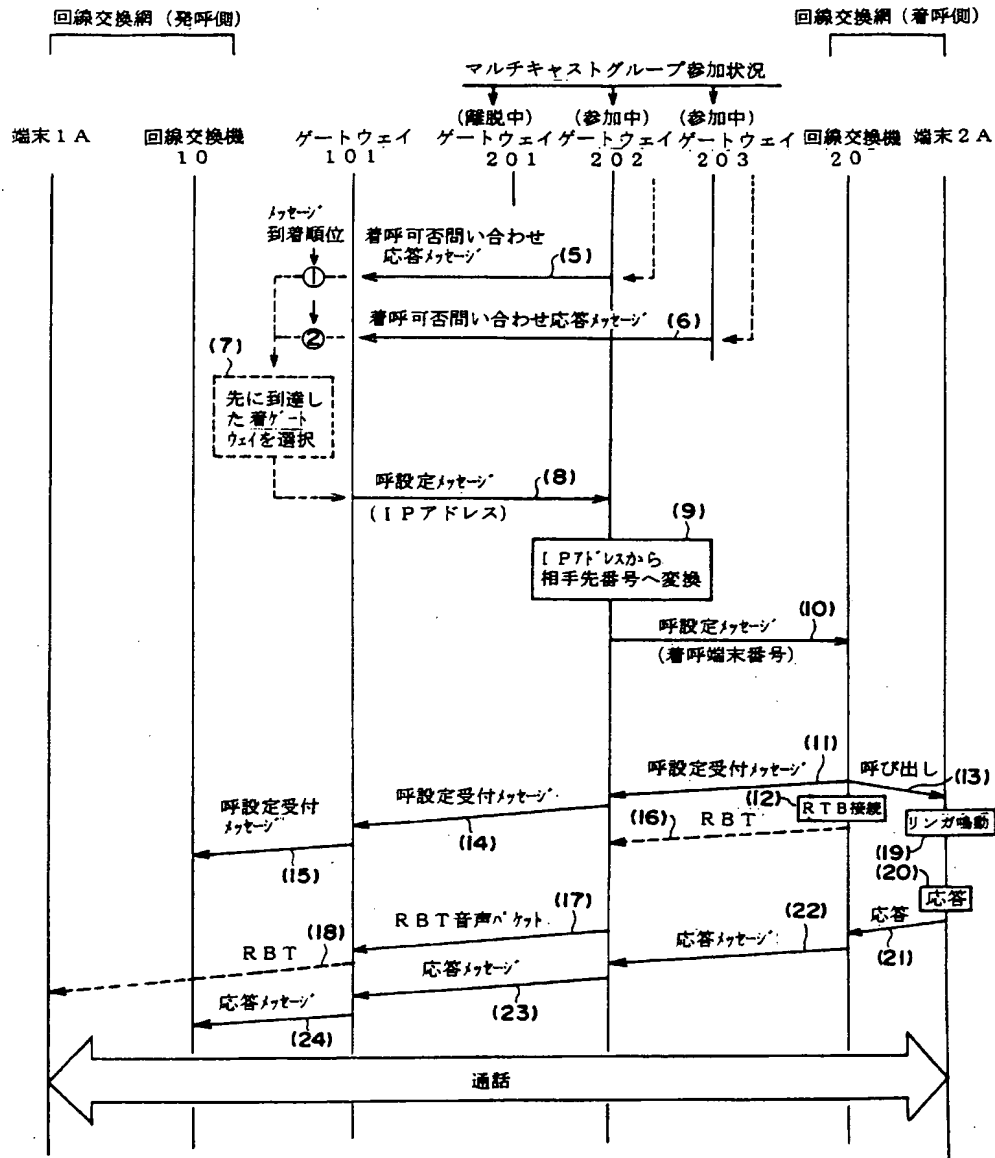 回線交換網（発呼側）
回線交換網（着呼側）
マルチキャストグループ参加状況
（離脱中）
（参加中）
（参加中）
端末１Ａ
回線交換機
１０
ゲートウェイ
１０１
ゲートウェイ
２０１
ゲートウェイ
２０２
ゲートウェイ
２０３
回線交換機
２０
端末２Ａ
メッセージ
到着順位
着呼可否問い合わせ
応答メッセージ
(5)
①
着呼可否問い合わせ応答メッセージ
(6)
②
(7)
先に到達し
た着ゲート
ウェイを選択
呼設定メッセージ
(8)
（ＩＰアドレス）
(9)
ＩＰアドレスから
相手先番号へ変換
呼設定メッセージ
(10)
（着呼端末番号）
呼設定受付メッセージ
(11)
呼び出し
(13)
(12)
ＲＴＢ接続
呼設定受付メッセージ
(14)
呼設定受付
メッセージ
(15)
(16)
ＲＢＴ
リンガ鳴動
(19)
(20)
応答
ＲＢＴ音声パケット
(17)
(22)
応答
(21)
応答メッセージ
ＲＢＴ
(18)
応答メッセージ
(23)
応答メッセージ
(24)
通話